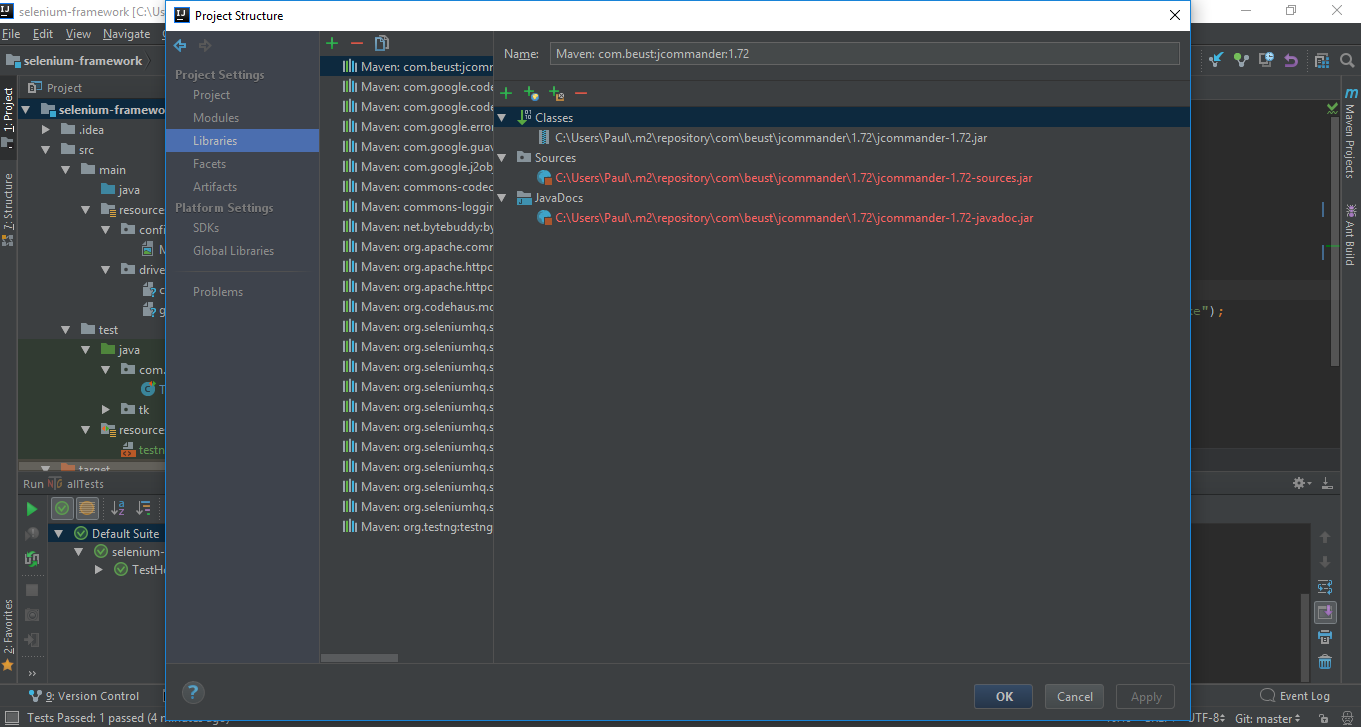 selenium-framework [C:\Us
Project Structure
File Edit View Navigate
selenium-framework
Project
selenium-framewo
.idea
src
main
java
resource
confi
drive
test
java
com.
tk
resource
testn
target
1: Project
7: Structure
2: Favorites
Project Settings
Project
Modules
Libraries
Facets
Artifacts
Platform Settings
SDKs
Global Libraries
Problems
Maven: com.beust:jcomm
Maven: com.google.code
Maven: com.google.code
Maven: com.google.error
Maven: com.google.guav
Maven: com.google.j2obj
Maven: commons-codec
Maven: commons-loggin
Maven: net.bytebuddy:by
Maven: org.apache.comm
Maven: org.apache.httpc
Maven: org.apache.httpc
Maven: org.codehaus.mo
Maven: org.seleniumhq.s
Maven: org.seleniumhq.s
Maven: org.seleniumhq.s
Maven: org.seleniumhq.s
Maven: org.seleniumhq.s
Maven: org.seleniumhq.s
Maven: org.seleniumhq.s
Maven: org.seleniumhq.s
Maven: org.seleniumhq.s
Maven: org.seleniumhq.s
Maven: org.testng:testng
Name: Maven: com.beust:jcommander:1.72
Classes
C:\Users\Paul\.m2\repository\com\beust\jcommander\1.72\jcommander-1.72.jar
Sources
C:\Users\Paul\.m2\repository\com\beust\jcommander\1.72\jcommander-1.72-sources.jar
JavaDocs
C:\Users\Paul\.m2\repository\com\beust\jcommander\1.72\jcommander-1.72-javadoc.jar
e");
Maven Projects
Ant Build
Run allTests
Default Suite
selenium-
TestHo
OK Cancel Apply
9: Version Control
Event Log
Tests Passed: 1 passed (4 minutes ago)
UTF-8 Git: master